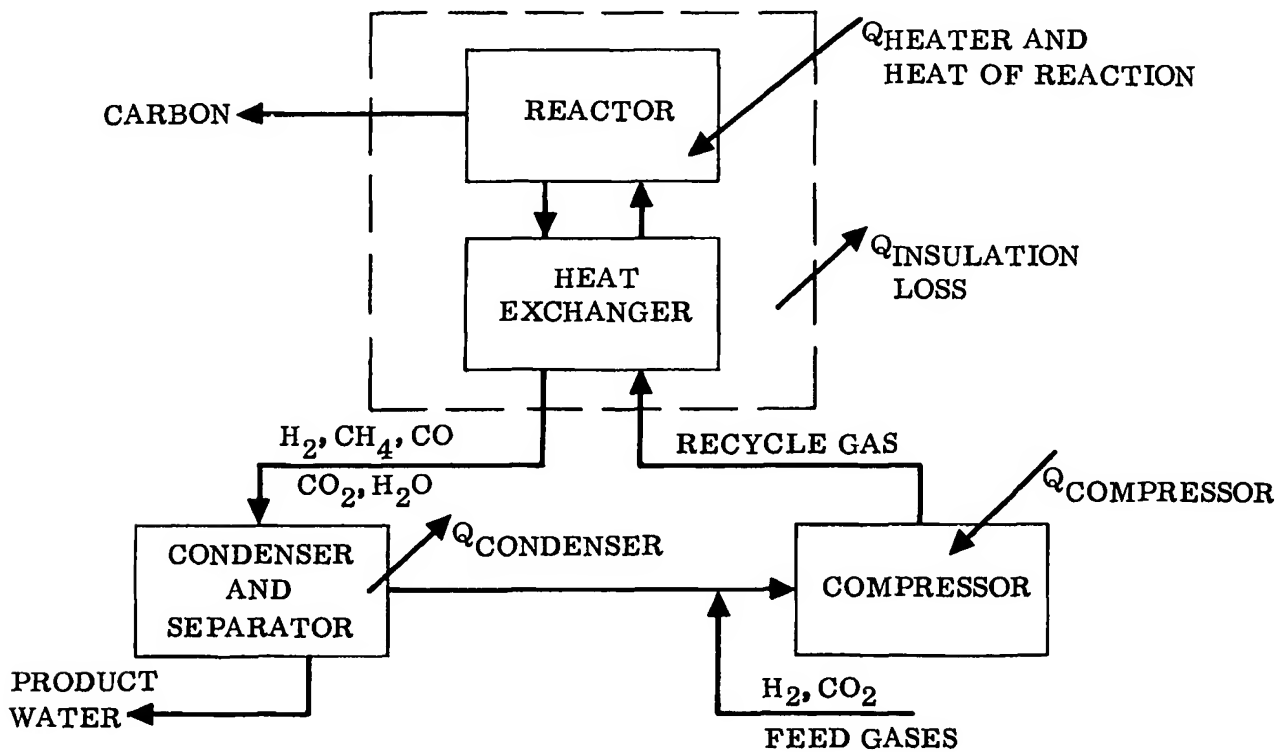 QHEATER AND
HEAT OF REACTION
CARBON
REACTOR
HEAT
EXCHANGER
QINSULATION
LOSS
H2, CH4, CO
CO2, H2O
RECYCLE GAS
QCOMPRESSOR
CONDENSER
AND
SEPARATOR
QCONDENSER
COMPRESSOR
PRODUCT
WATER
H2, CO2
FEED GASES